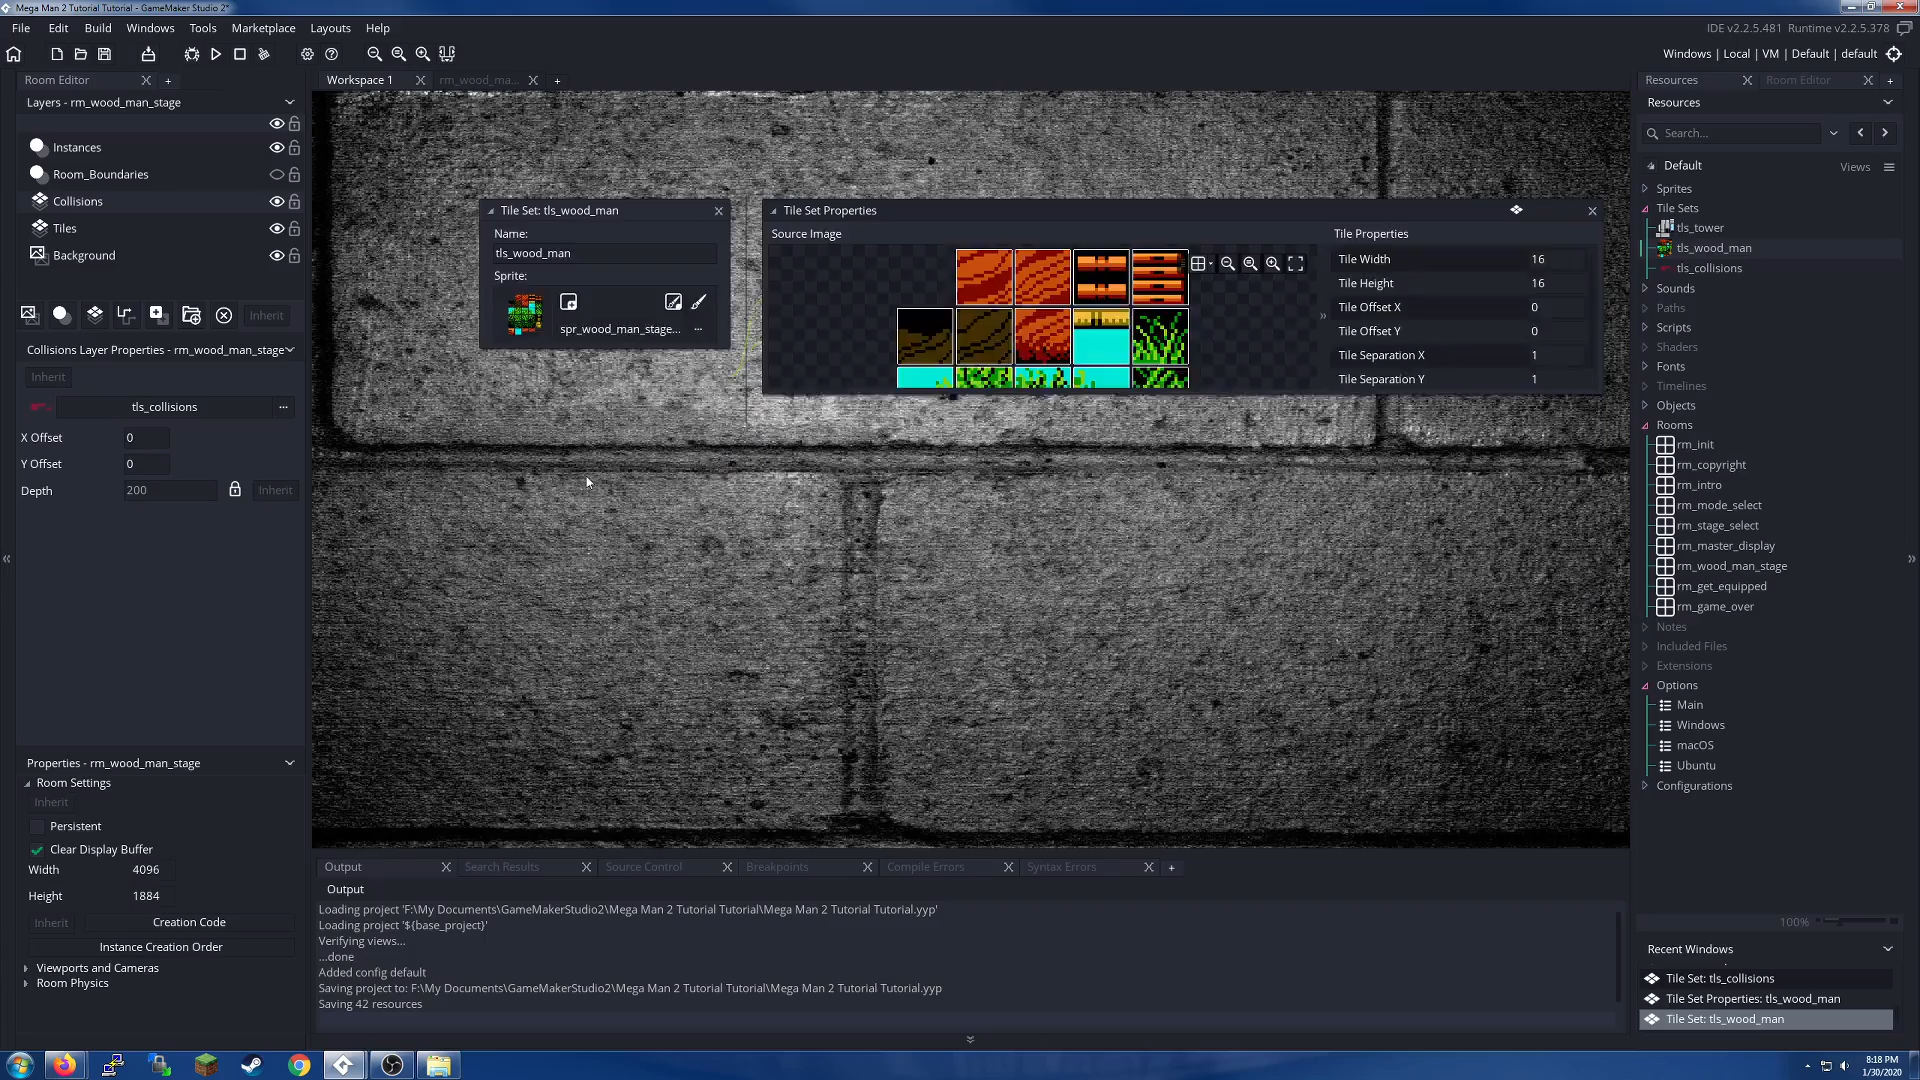 Mega Man 2 Tutorial Tutorial - GameMaker Studio 2*
File Edit Build Windows Tools Marketplace Layouts Help
IDE v2.2.5.481 Runtime v2.2.5.378
Windows | Local | VM | Default | default
Room Editor
Layers - rm_wood_man_stage
Instances
Room_Boundaries
Collisions
Tiles
Background
Inherit
Collisions Layer Properties - rm_wood_man_stage
Inherit
tls_collisions
X Offset 0
Y Offset 0
Depth 200 Inherit
Properties - rm_wood_man_stage
Room Settings
Inherit
Persistent
Clear Display Buffer
Width 4096
Height 1884
Inherit Creation Code
Instance Creation Order
Viewports and Cameras
Room Physics
Workspace 1 rm_wood_ma...
Tile Set: tls_wood_man
Name:
tls_wood_man
Sprite:
spr_wood_man_stage...
Tile Set Properties
Source Image
Tile Properties
Tile Width 16
Tile Height 16
Tile Offset X 0
Tile Offset Y 0
Tile Separation X 1
Tile Separation Y 1
Output Search Results Source Control Breakpoints Compile Errors Syntax Errors
Output
Loading project 'F:\My Documents\GameMakerStudio2\Mega Man 2 Tutorial Tutorial\Mega Man 2 Tutorial Tutorial.yyp'
Loading project '${base_project}'
Verifying views...
...done
Added config default
Saving project to: F:\My Documents\GameMakerStudio2\Mega Man 2 Tutorial Tutorial\Mega Man 2 Tutorial Tutorial.yyp
Saving 42 resources
Resources Room Editor
Resources
Search...
Default Views
Sprites
Tile Sets
tls_tower
tls_wood_man
tls_collisions
Sounds
Paths
Scripts
Shaders
Fonts
Timelines
Objects
Rooms
rm_init
rm_copyright
rm_intro
rm_mode_select
rm_stage_select
rm_master_display
rm_wood_man_stage
rm_get_equipped
rm_game_over
Notes
Included Files
Extensions
Options
Main
Windows
macOS
Ubuntu
Configurations
100%
Recent Windows
Tile Set: tls_collisions
Tile Set Properties: tls_wood_man
Tile Set: tls_wood_man
8:18 PM
1/30/2020